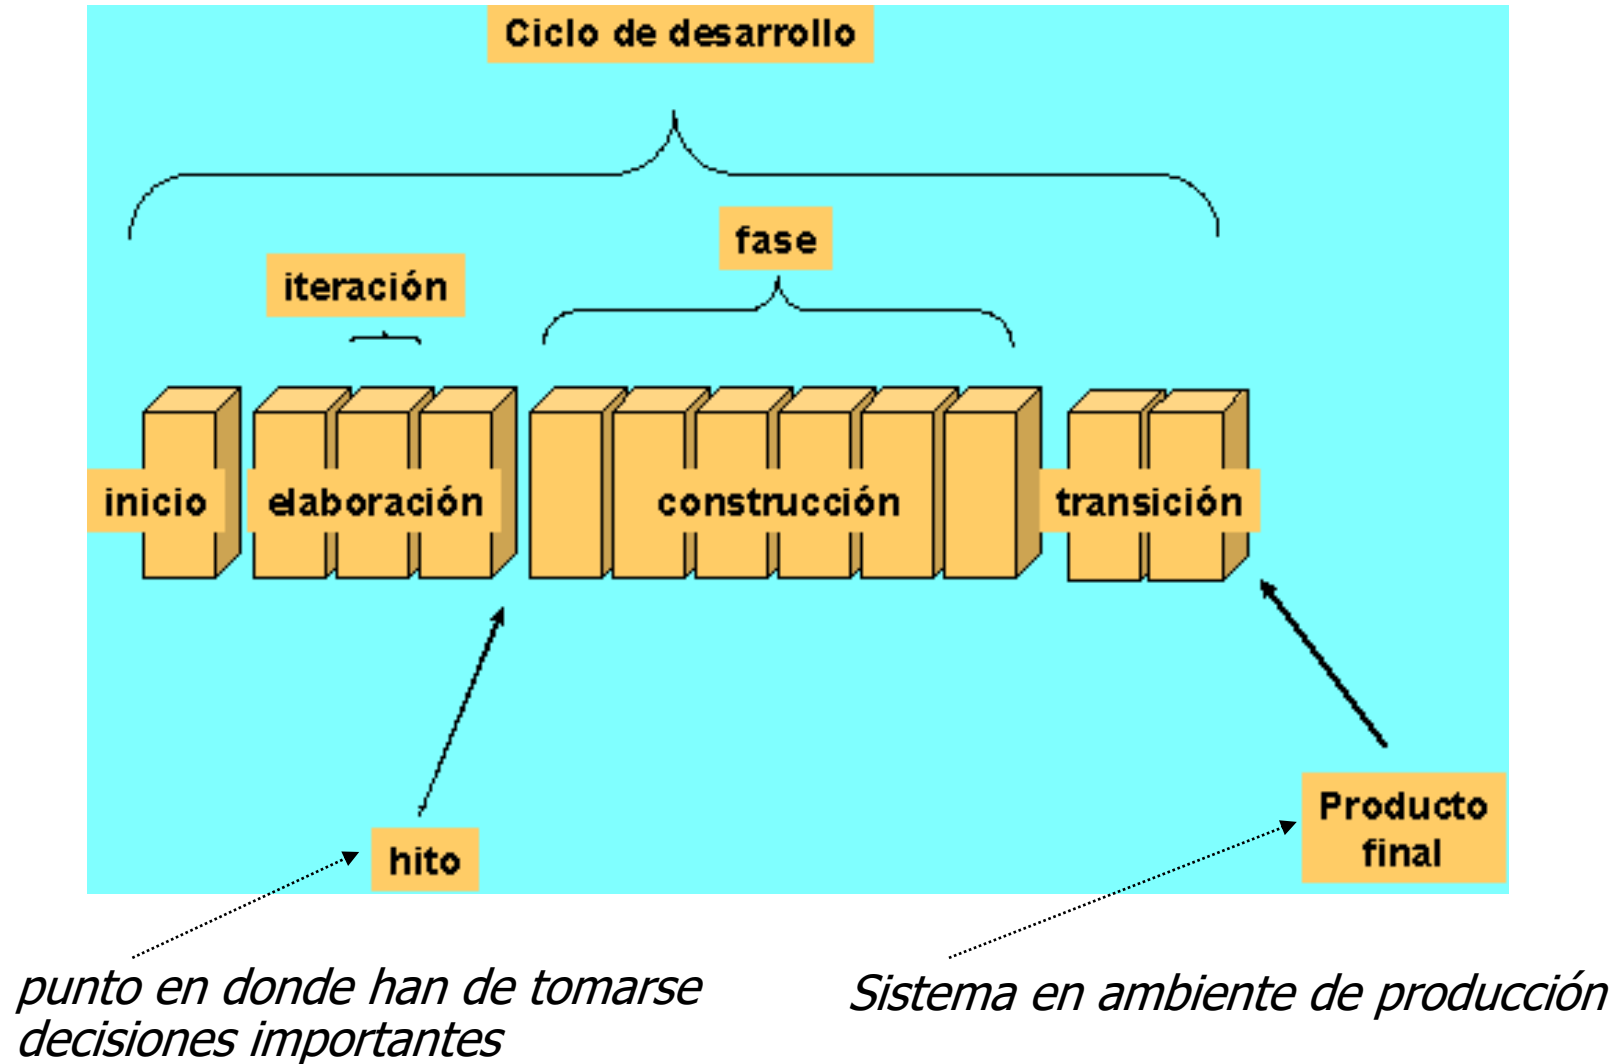 Ciclo de desarrollo
fase
iteración
inicio
elaboración
construcción
transición
hito
Producto
final
punto en donde han de tomarse
decisiones importantes
Sistema en ambiente de producción